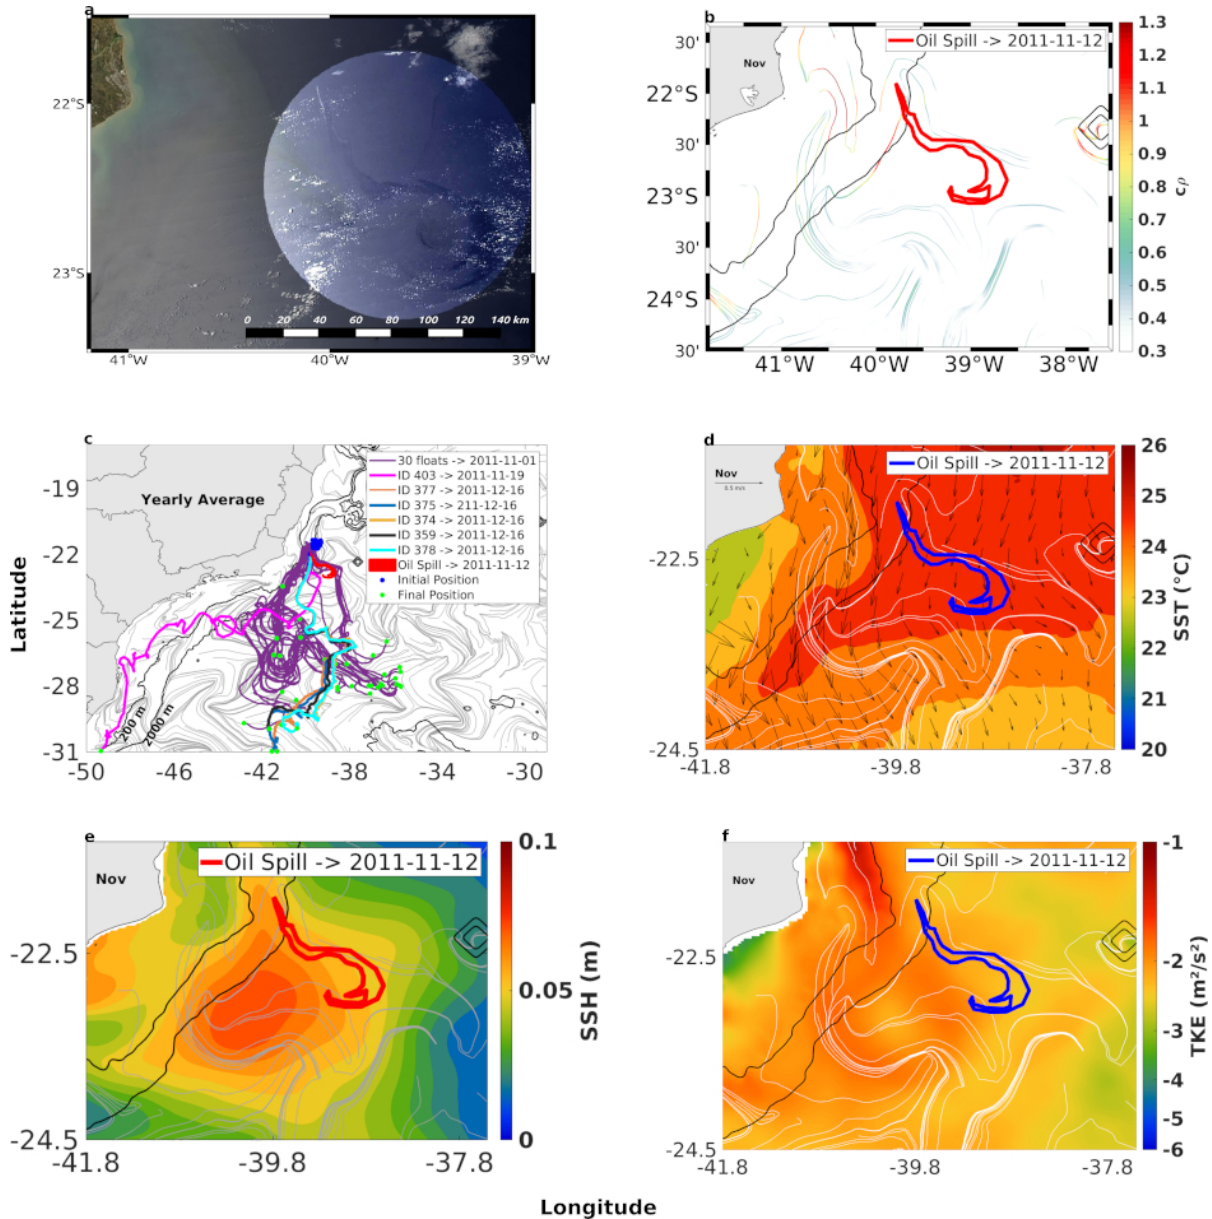 a
22°S
23°S
0 20 40 60 80 100 120 140 km
41°W 40°W 39°W
b
Oil Spill -> 2011-11-12
Nov
30'
22°S
30'
23°S
30'
24°S
30'
41°W 40°W 39°W 38°W
1.3
1.2
1.1
1
0.9
0.8
0.7
0.6
0.5
0.4
0.3
cρ
c
Yearly Average
30 floats -> 2011-11-01
ID 403 -> 2011-11-19
ID 377 -> 2011-12-16
ID 375 -> 211-12-16
ID 374 -> 2011-12-16
ID 359 -> 2011-12-16
ID 378 -> 2011-12-16
Oil Spill -> 2011-11-12
Initial Position
Final Position
200 m
2000 m
-19
-22
-25
-28
-31
-50 -46 -42 -38 -34 -30
Latitude
d
Nov
0.5 m/s
Oil Spill -> 2011-11-12
-22.5
-24.5
-41.8 -39.8 -37.8
26
25
24
23
22
21
20
SST (°C)
e
Nov
Oil Spill -> 2011-11-12
-22.5
-24.5
-41.8 -39.8 -37.8
0.1
0.05
0
SSH (m)
f
Nov
Oil Spill -> 2011-11-12
-22.5
-24.5
-41.8 -39.8 -37.8
-1
-2
-3
-4
-5
-6
TKE (m²/s²)
Longitude